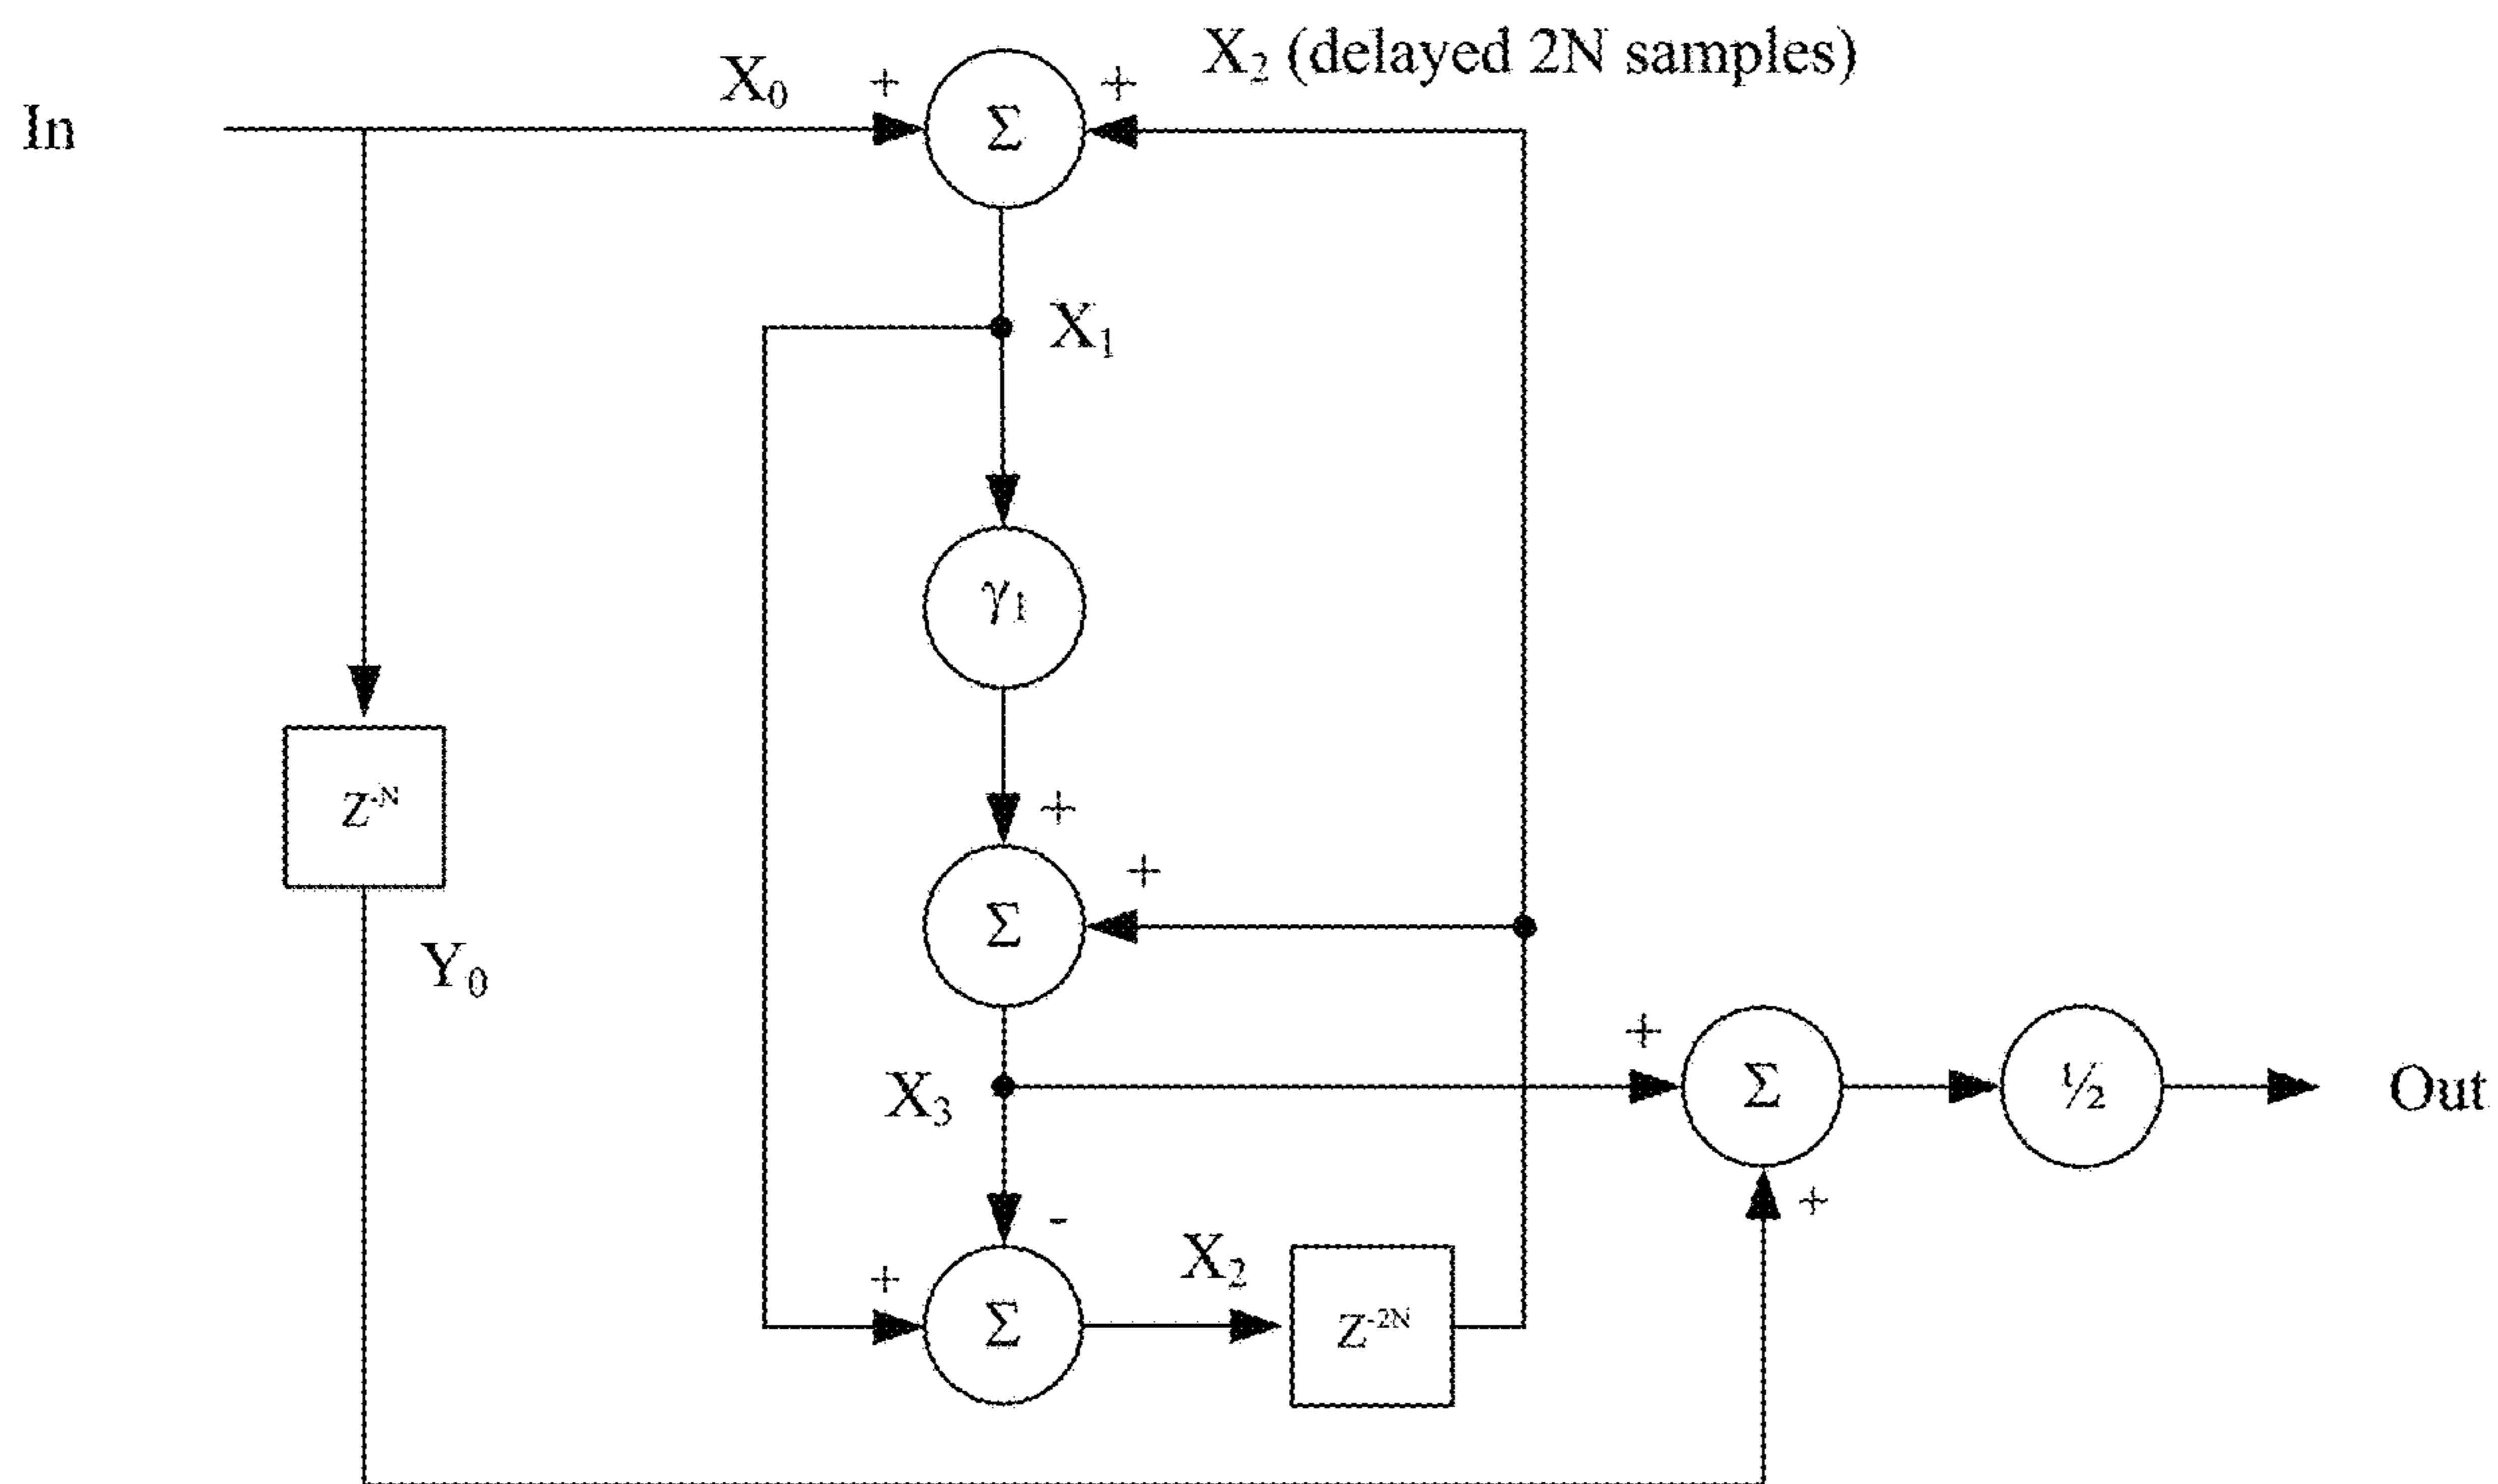 In
X₀
+
Σ
+
X₂ (delayed 2N samples)
X₁
γ₁
Z⁻ᴺ
+
+
Σ
Y₀
X₃
+
Σ
½
Out
-
+
+
Σ
X₂
Z⁻²ᴺ